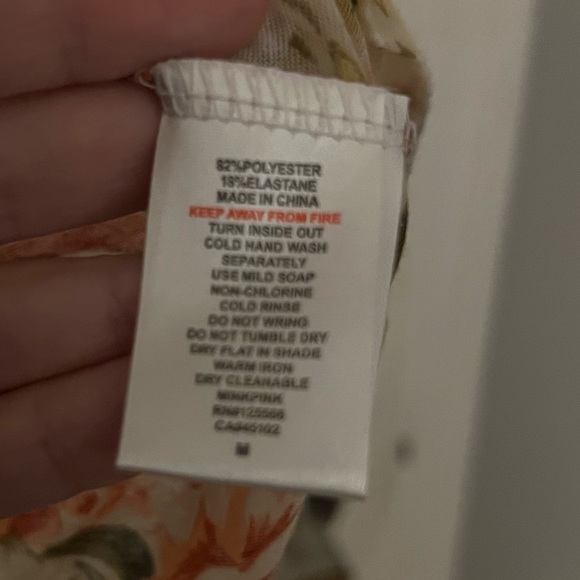 82%POLYESTER
18%ELASTANE
MADE IN CHINA
KEEP AWAY FROM FIRE
TURN INSIDE OUT
COLD HAND WASH
SEPARATELY
USE MILD SOAP
NON-CHLORINE
COLD RINSE
DO NOT WRING
DO NOT TUMBLE DRY
DRY FLAT IN SHADE
WARM IRON
DRY CLEANABLE
MINKPINK
M